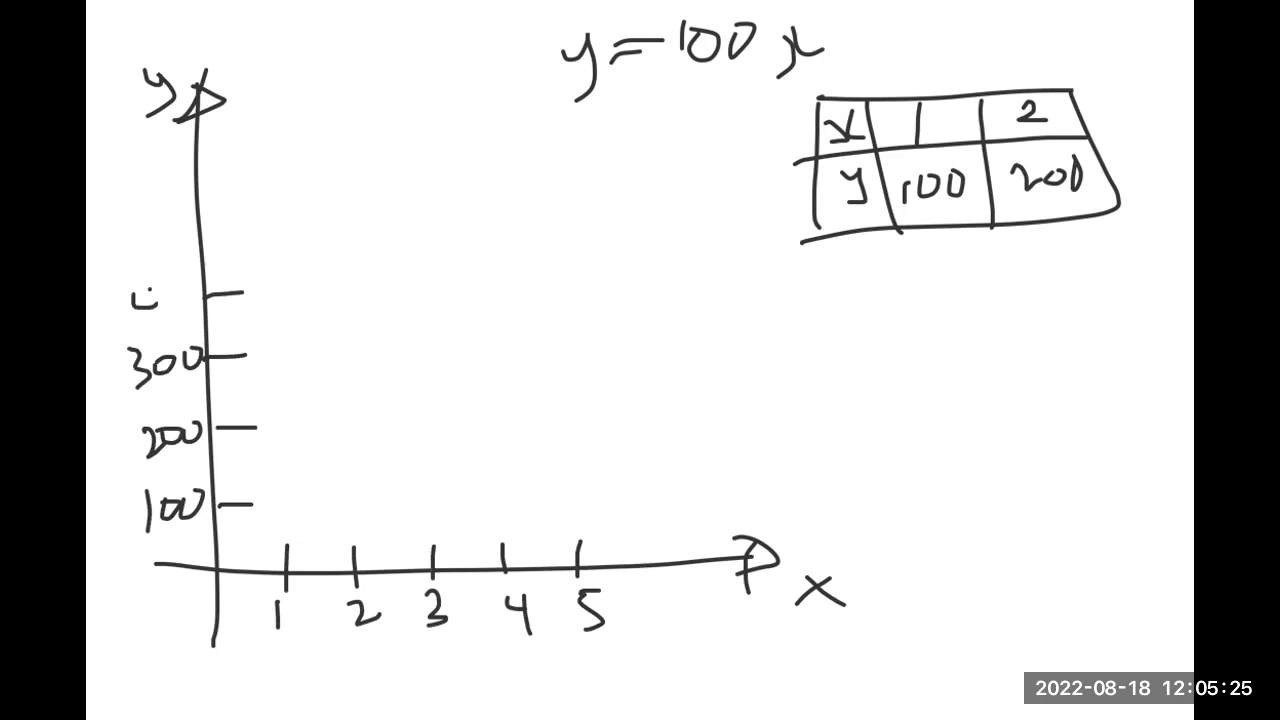 y=100x
y
x 1 2
y 100 200
300
200
100
1 2 3 4 5
x
2022-08-18 12:05:25